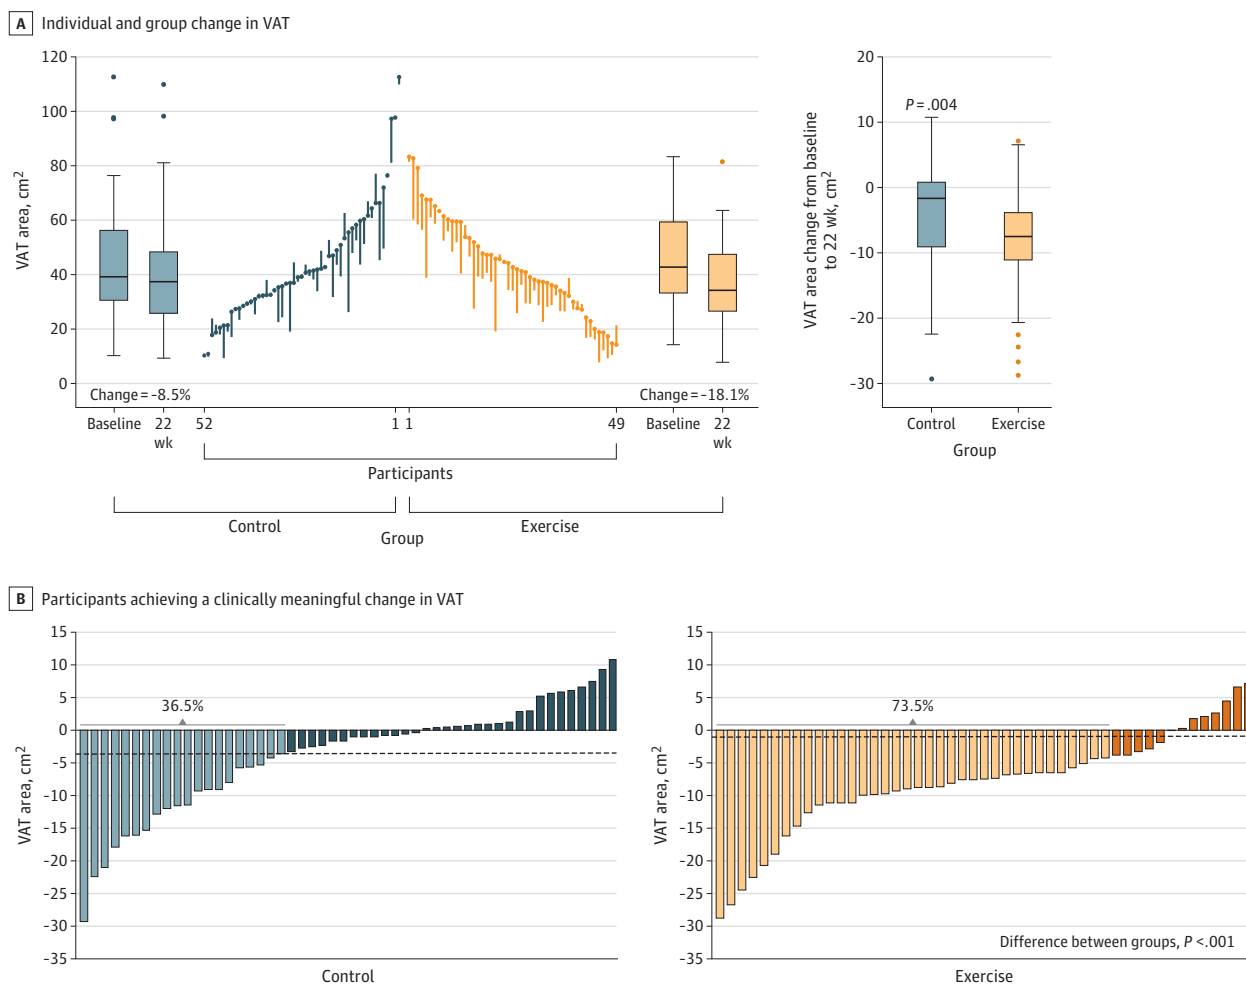 A Individual and group change in VAT
120
100
80
60
40
20
0
VAT area, cm2
Change = –8.5%
Change = –18.1%
Baseline
22
wk
52
1 1
49
Baseline
22
wk
Participants
Control
Exercise
Group
20
10
0
–10
–20
–30
VAT area change from baseline
to 22 wk, cm2
P = .004
Control
Exercise
Group
B Participants achieving a clinically meaningful change in VAT
15
10
5
0
–5
–10
–15
–20
–25
–30
–35
VAT area, cm2
36.5%
Control
15
10
5
0
–5
–10
–15
–20
–25
–30
–35
VAT area, cm2
73.5%
Difference between groups, P <.001
Exercise